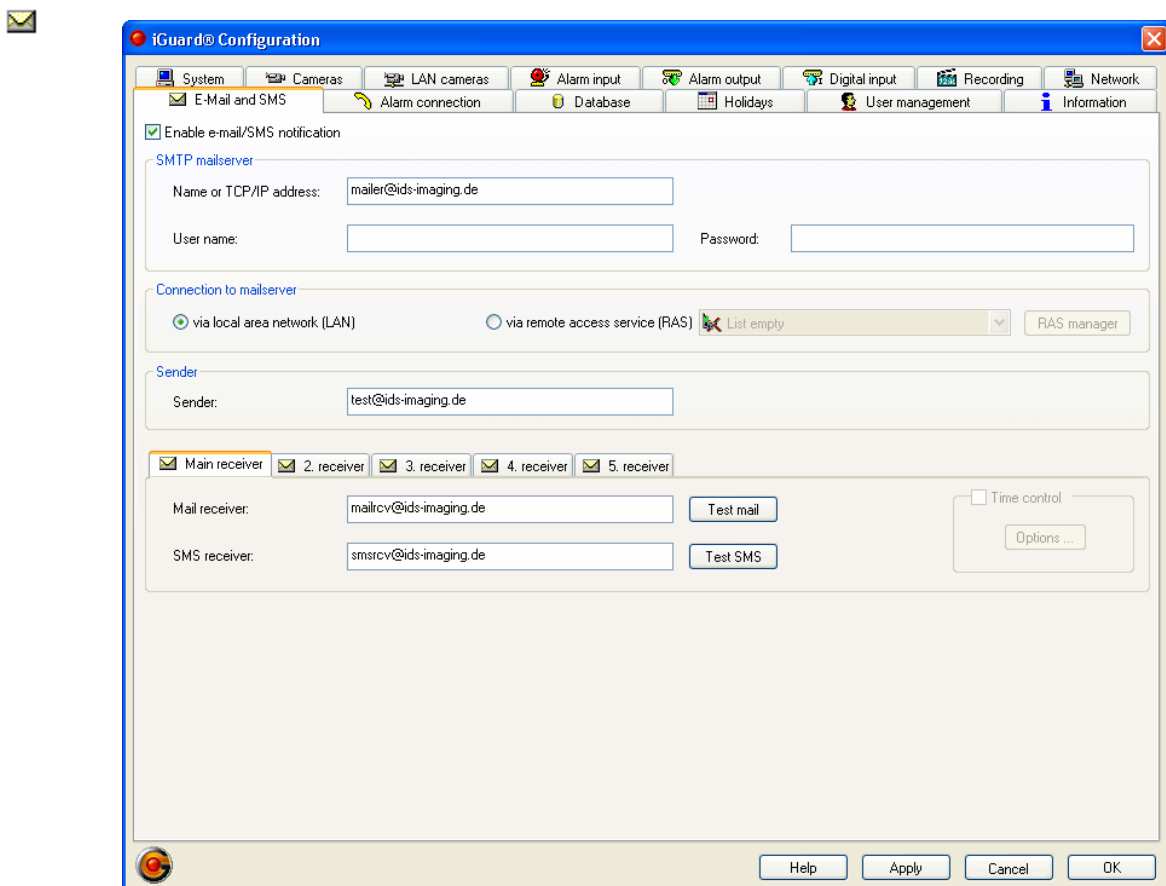 iGuard® Configuration
System Cameras LAN cameras Alarm input Alarm output Digital input Recording Network
E-Mail and SMS Alarm connection Database Holidays User management Information
Enable e-mail/SMS notification
SMTP mailserver
Name or TCP/IP address: mailer@ids-imaging.de
User name: Password:
Connection to mailserver
via local area network (LAN) via remote access service (RAS) List empty RAS manager
Sender
Sender: test@ids-imaging.de
Main receiver 2. receiver 3. receiver 4. receiver 5. receiver
Mail receiver: mailrcv@ids-imaging.de Test mail Time control
Options ...
SMS receiver: smsrcv@ids-imaging.de Test SMS
Help Apply Cancel OK